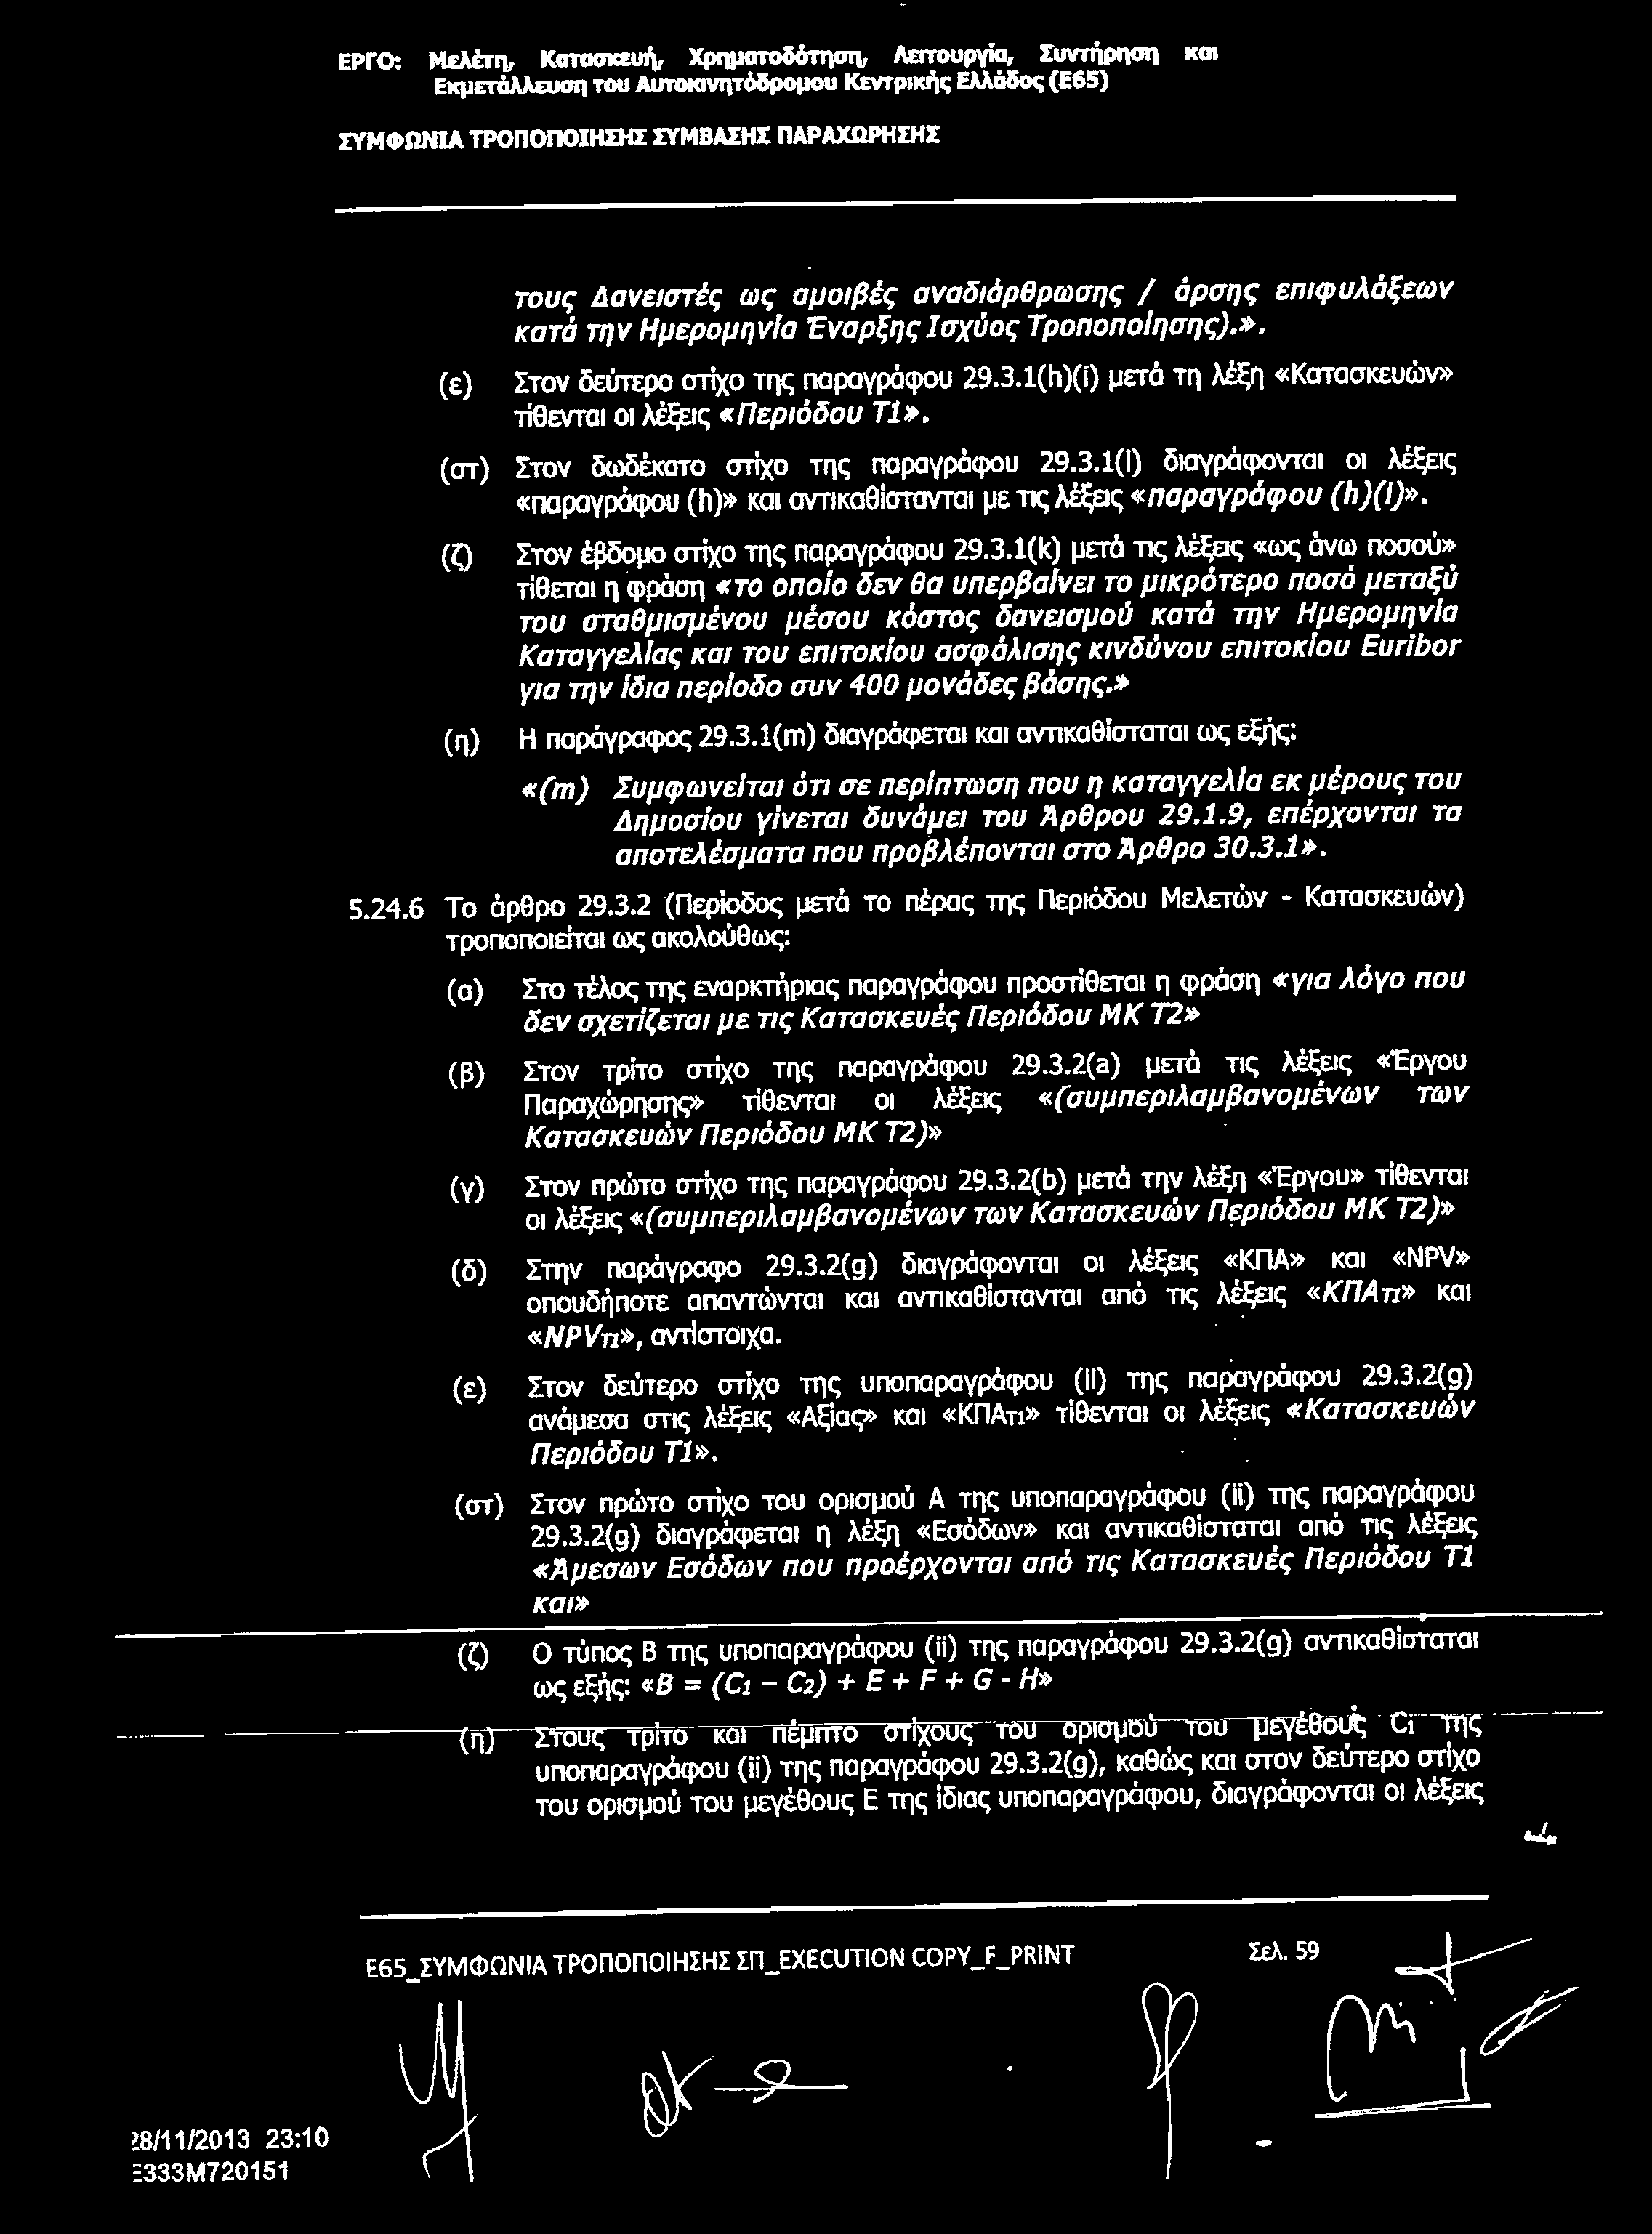 ΕΡΓΟ: Μελέτη, Κατασκευή, Χρηματοδότηση, Λειτουργία, Συντήρηση και
Εκμετάλλευση του Αυτοκινητόδρομου Κεντρικής Ελλάδος (Ε65)
ΣΥΜΦΩΝΙΑ ΤΡΟΠΟΠΟΙΗΣΗΣ ΣΥΜΒΑΣΗΣ ΠΑΡΑΧΩΡΗΣΗΣ
τους Δανειστές ως αμοιβές αναδιάρθρωσης / άρσης επιφυλάξεων
κατά την Ημερομηνία Έναρξης Ισχύος Τροποποίησης).».
(ε) Στον δεύτερο στίχο της παραγράφου 29.3.1(h)(i) μετά τη λέξη «Κατασκευών»
τίθενται οι λέξεις «Περιόδου Τ1».
(στ) Στον δωδέκατο στίχο της παραγράφου 29.3.1(i) διαγράφονται οι λέξεις
«παραγράφου (h)» και αντικαθίστανται με τις λέξεις «παραγράφου (h)(i)».
(ζ) Στον έβδομο στίχο της παραγράφου 29.3.1(k) μετά τις λέξεις «ως άνω ποσού»
τίθεται η φράση «το οποίο δεν θα υπερβαίνει το μικρότερο ποσό μεταξύ
του σταθμισμένου μέσου κόστος δανεισμού κατά την Ημερομηνία
Καταγγελίας και του επιτοκίου ασφάλισης κινδύνου επιτοκίου Euribor
για την ίδια περίοδο συν 400 μονάδες βάσης.»
(η) Η παράγραφος 29.3.1(m) διαγράφεται και αντικαθίσταται ως εξής:
«(m) Συμφωνείται ότι σε περίπτωση που η καταγγελία εκ μέρους του
Δημοσίου γίνεται δυνάμει του Άρθρου 29.1.9, επέρχονται τα
αποτελέσματα που προβλέπονται στο Άρθρο 30.3.1».
5.24.6 Το άρθρο 29.3.2 (Περίοδος μετά το πέρας της Περιόδου Μελετών - Κατασκευών)
τροποποιείται ως ακολούθως:
(α) Στο τέλος της εναρκτήριας παραγράφου προστίθεται η φράση «για λόγο που
δεν σχετίζεται με τις Κατασκευές Περιόδου ΜΚ Τ2»
(β) Στον τρίτο στίχο της παραγράφου 29.3.2(a) μετά τις λέξεις «Έργου
Παραχώρησης» τίθενται οι λέξεις «(συμπεριλαμβανομένων των
Κατασκευών Περιόδου ΜΚ Τ2)»
(γ) Στον πρώτο στίχο της παραγράφου 29.3.2(b) μετά την λέξη «Έργου» τίθενται
οι λέξεις «(συμπεριλαμβανομένων των Κατασκευών Περιόδου ΜΚ Τ2)»
(δ) Στην παράγραφο 29.3.2(g) διαγράφονται οι λέξεις «ΚΠΑ» και «NPV»
οπουδήποτε απαντώνται και αντικαθίστανται από τις λέξεις «ΚΠΑΤ1» και
«NPVΤ1», αντίστοιχα.
(ε) Στον δεύτερο στίχο της υποπαραγράφου (ii) της παραγράφου 29.3.2(g)
ανάμεσα στις λέξεις «Αξίας» και «ΚΠΑΤ1» τίθενται οι λέξεις «Κατασκευών
Περιόδου Τ1».
(στ) Στον πρώτο στίχο του ορισμού Α της υποπαραγράφου (ii) της παραγράφου
29.3.2(g) διαγράφεται η λέξη «Εσόδων» και αντικαθίσταται από τις λέξεις
«Άμεσων Εσόδων που προέρχονται από τις Κατασκευές Περιόδου Τ1
και»
(ζ) Ο τύπος Β της υποπαραγράφου (ii) της παραγράφου 29.3.2(g) αντικαθίσταται
ως εξής: «B = (C1 – C2) + E + F + G - H»
(η) Στους τρίτο και πέμπτο στίχους του ορισμού του μεγέθους C1 της
υποπαραγράφου (ii) της παραγράφου 29.3.2(g), καθώς και στον δεύτερο στίχο
του ορισμού του μεγέθους Ε της ίδιας υποπαραγράφου, διαγράφονται οι λέξεις
Ε65_ΣΥΜΦΩΝΙΑ ΤΡΟΠΟΠΟΙΗΣΗΣ ΣΠ_EXECUTION COPY_F_PRINT Σελ. 59
28/11/2013 23:10
E333M720151